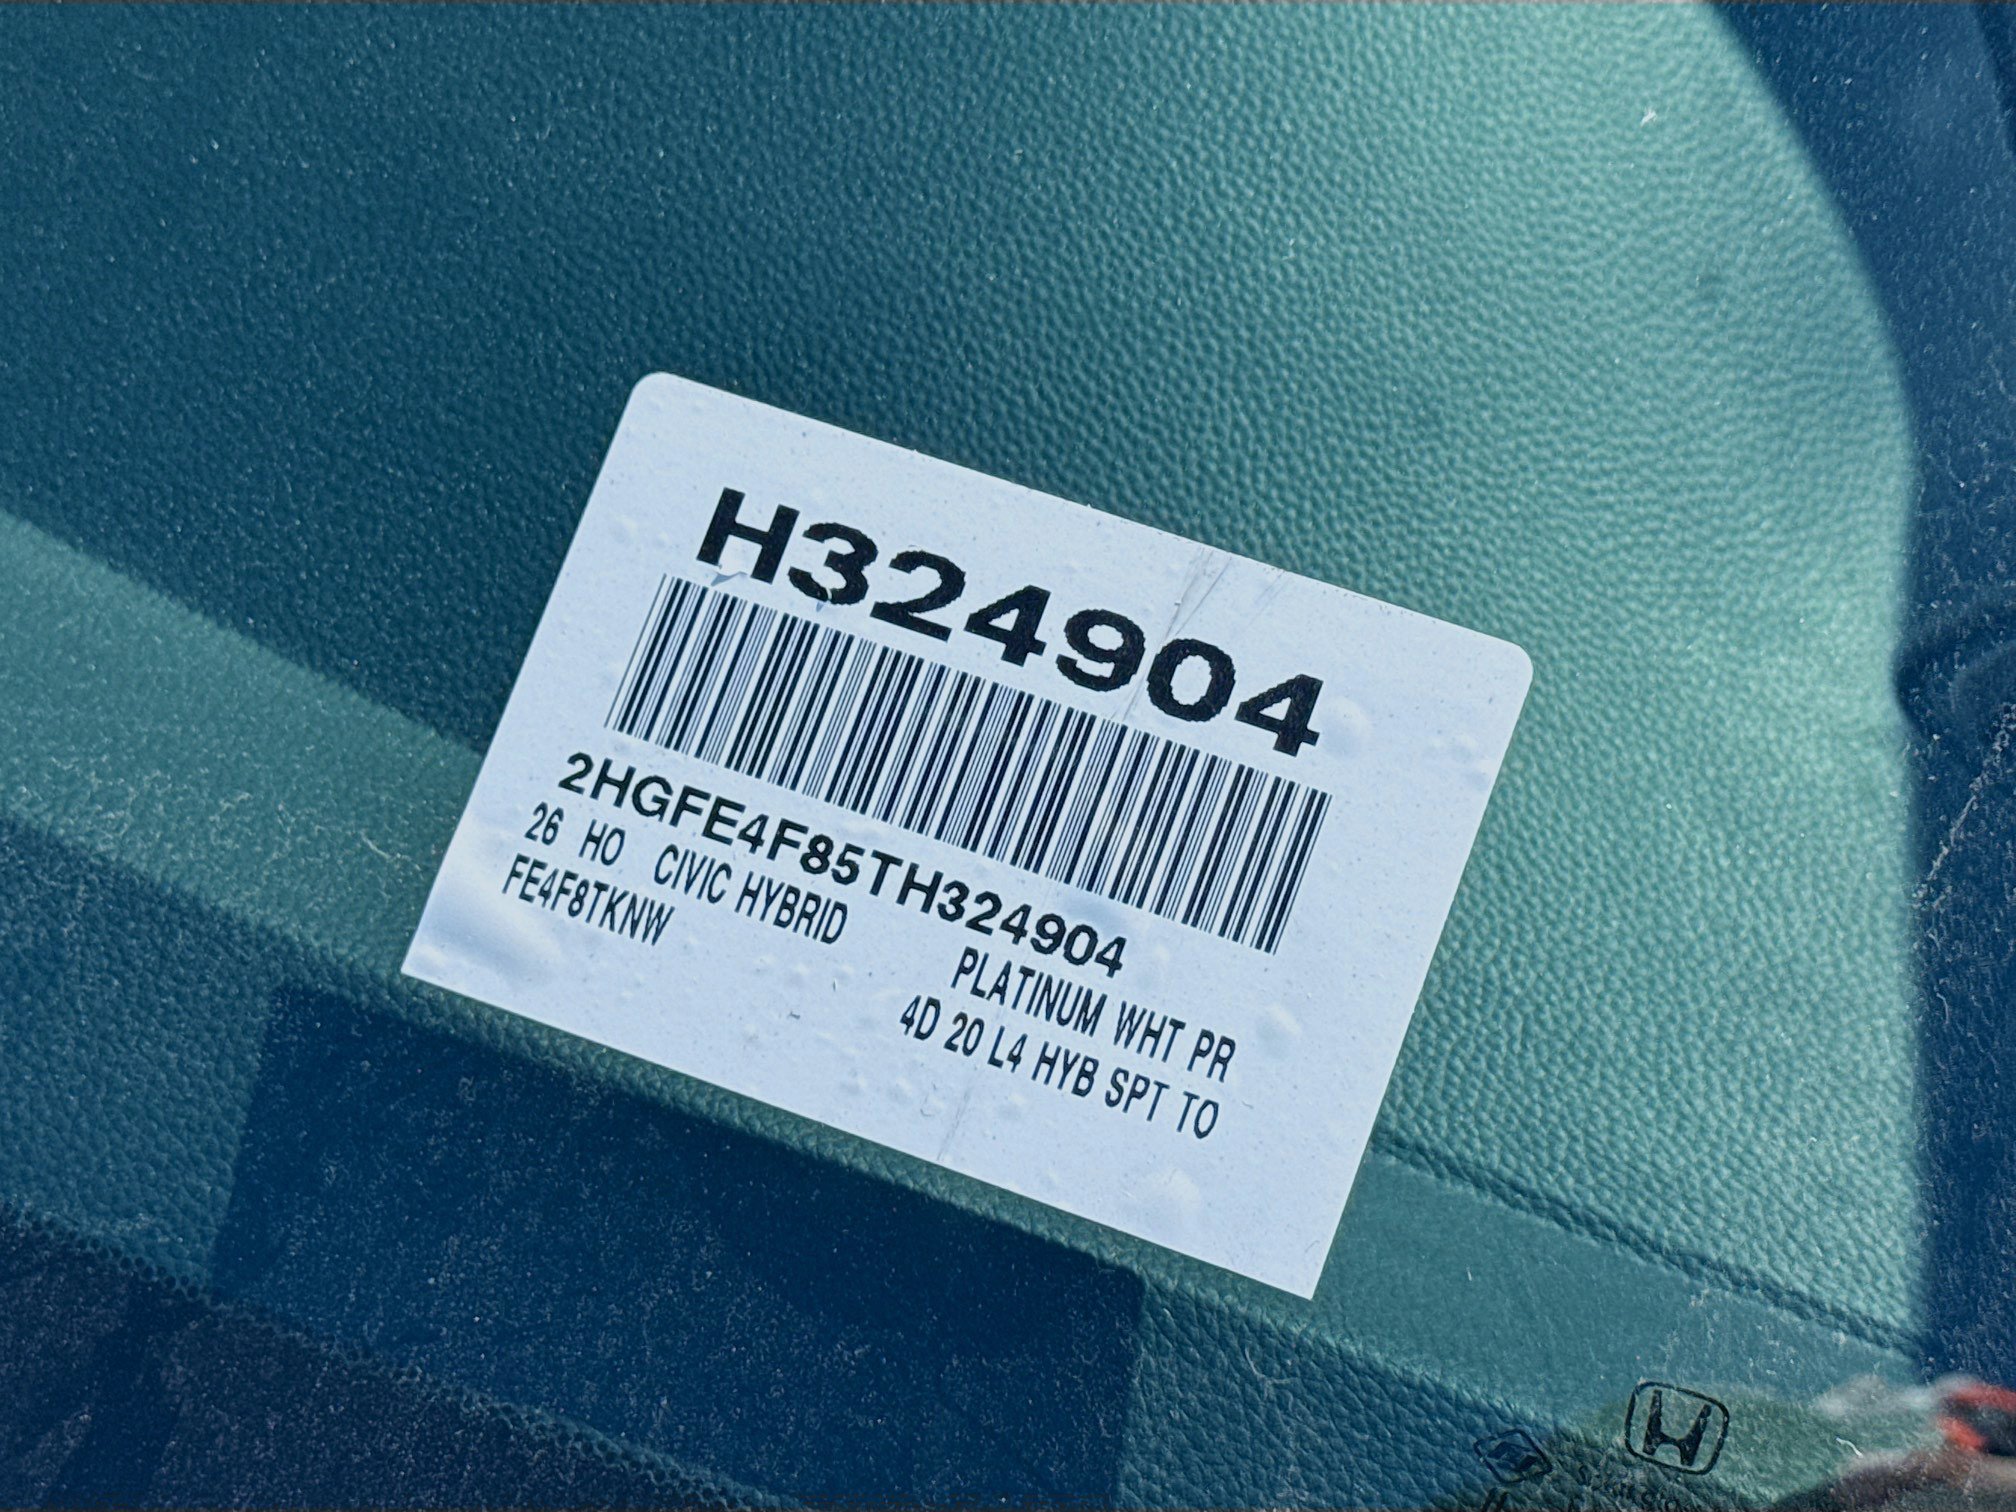 H324904
2HGFE4F85TH324904
26 HO CIVIC HYBRID PLATINUM WHT PR
FE4F8TKNW 4D 20 L4 HYB SPT TO